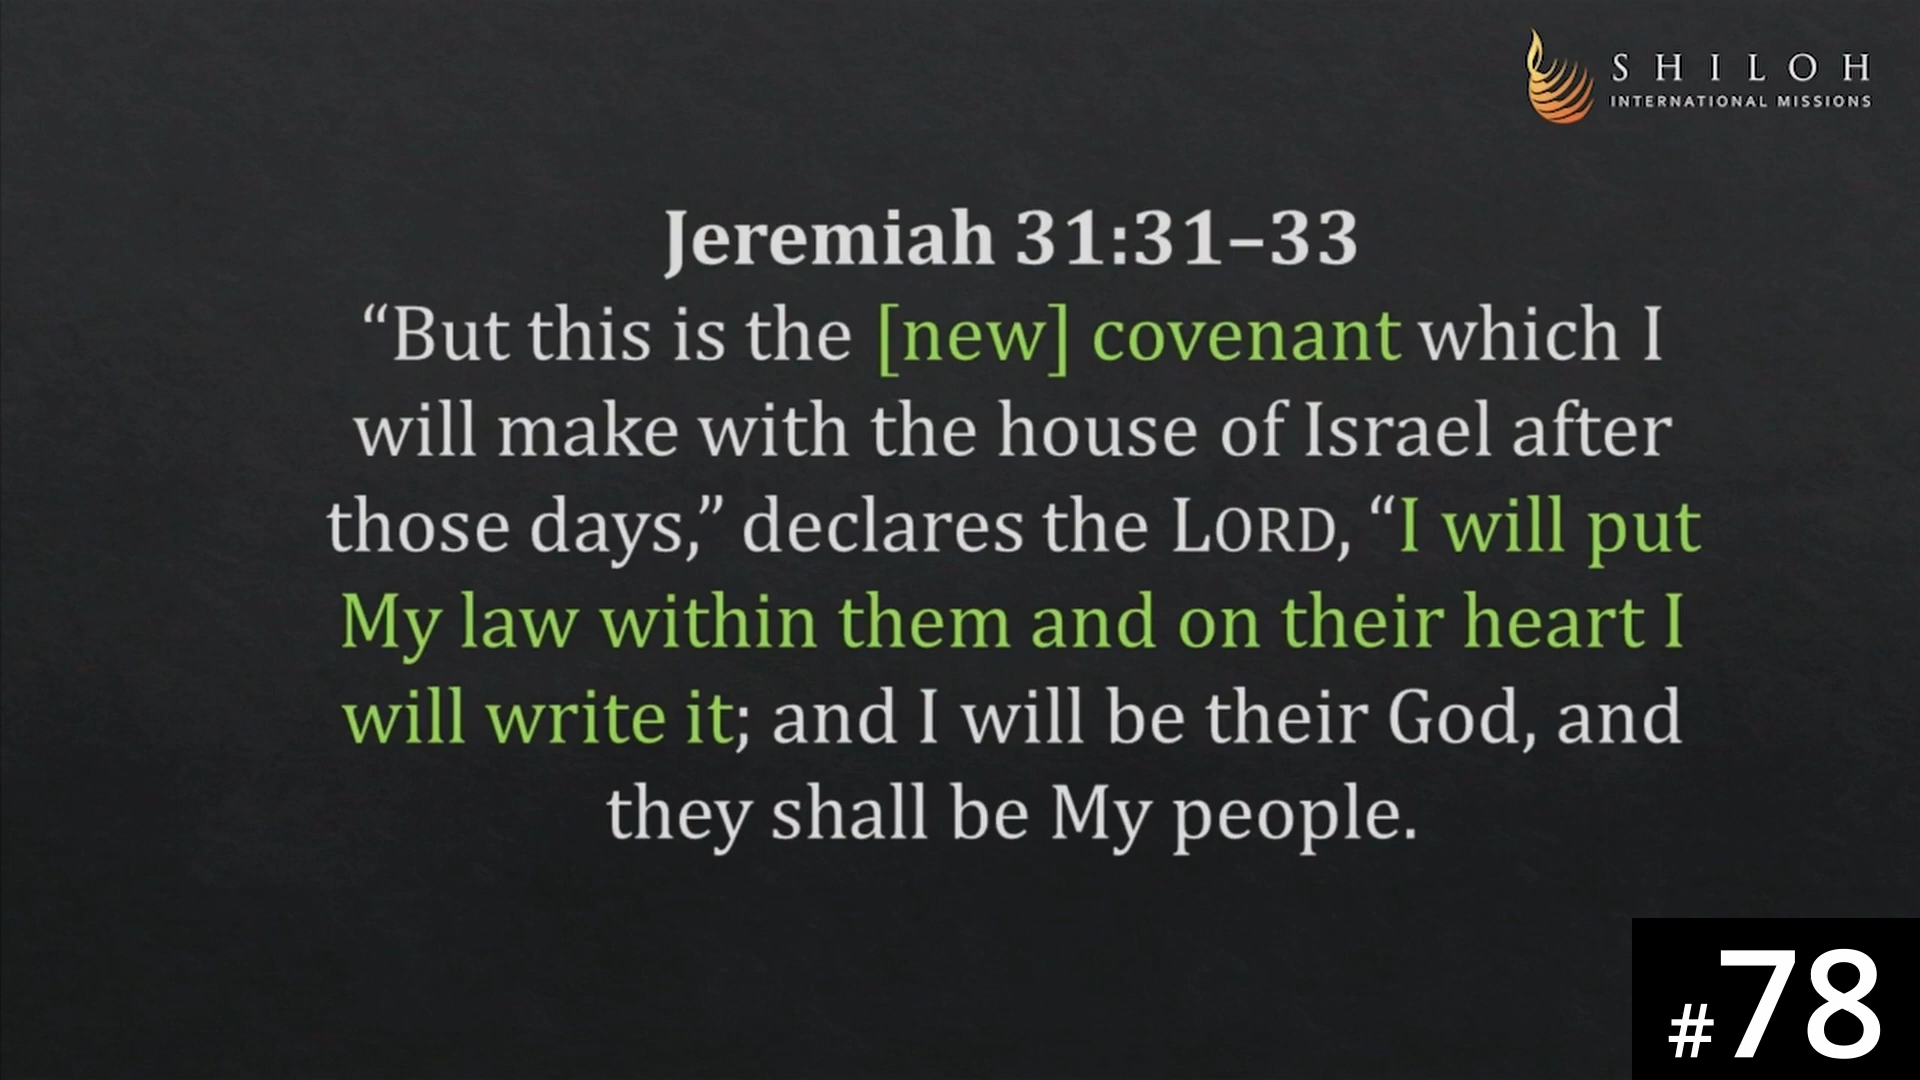 SHILOH
INTERNATIONAL MISSIONS
Jeremiah 31:31–33
“But this is the [new] covenant which I
will make with the house of Israel after
those days,” declares the LORD, “I will put
My law within them and on their heart I
will write it; and I will be their God, and
they shall be My people.
#78